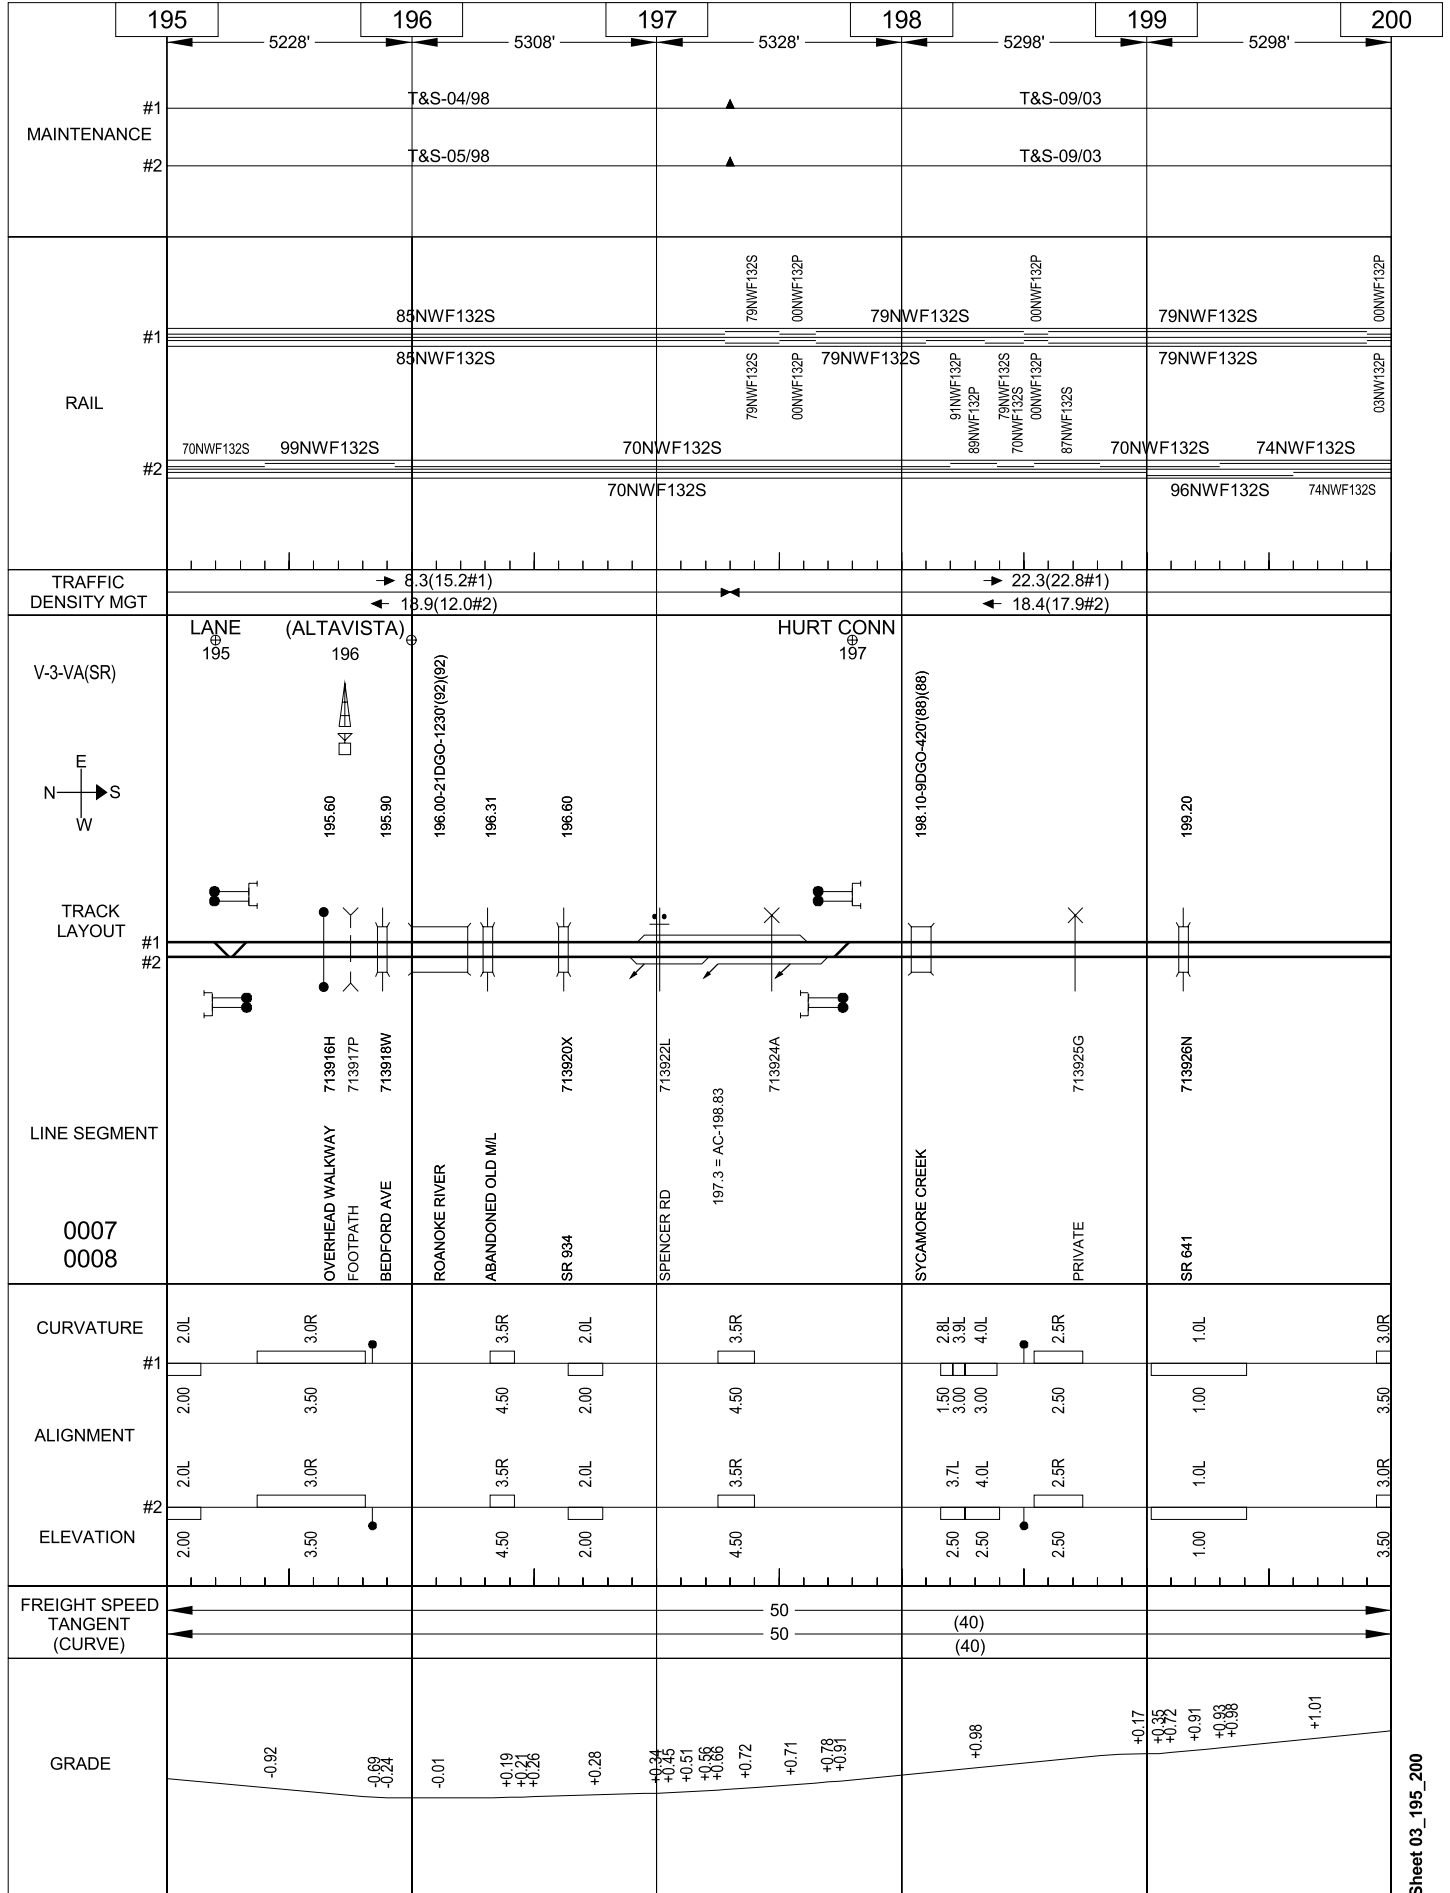 195 196 197 198 199 200
5228' 5308' 5328' 5298' 5298'
#1 T&S-04/98 T&S-09/03
MAINTENANCE
#2 T&S-05/98 T&S-09/03
79NWF132S 00NWF132P 00NWF132P 00NWF132P
85NWF132S 79NWF132S 79NWF132S
#1
85NWF132S 79NWF132S 79NWF132S
79NWF132S 00NWF132P 91NWF132P 79NWF132S 00NWF132P 03NW132P
RAIL
89NWF132P 70NWF132S 87NWF132S
70NWF132S 99NWF132S 70NWF132S 70NWF132S 74NWF132S
#2
70NWF132S 96NWF132S 74NWF132S
TRAFFIC
DENSITY MGT
8.3(15.2#1) 22.3(22.8#1)
18.9(12.0#2) 18.4(17.9#2)
LANE (ALTAVISTA) HURT CONN
195 196 197
V-3-VA(SR)
E
N S
W
195.60 195.90 196.00-21DGO-1230'(92)(92) 196.31 196.60 198.10-9DGO-420'(88)(88) 199.20
TRACK
LAYOUT
#1
#2
713916H 713917P 713918W 713920X 713922L 713924A 713925G 713926N
LINE SEGMENT
197.3 = AC-198.83
0007
0008
OVERHEAD WALKWAY
FOOTPATH
BEDFORD AVE
ROANOKE RIVER
ABANDONED OLD M/L
SR 934
SPENCER RD
SYCAMORE CREEK
PRIVATE
SR 641
CURVATURE
2.0L 3.0R 3.5R 2.0L 3.5R 2.8L 3.9L 4.0L 2.5R 1.0L 3.0R
#1
2.00 3.50 4.50 2.00 4.50 1.50 3.00 3.00 2.50 1.00 3.50
ALIGNMENT
2.0L 3.0R 3.5R 2.0L 3.5R 3.7L 4.0L 2.5R 1.0L 3.0R
#2
ELEVATION
2.00 3.50 4.50 2.00 4.50 2.50 2.50 2.50 1.00 3.50
FREIGHT SPEED
TANGENT
(CURVE)
50
(40)
50
(40)
GRADE
-0.92 -0.69 -0.24 -0.01 +0.19 +0.21 +0.26 +0.28 +0.34 +0.45 +0.51 +0.56 +0.66 +0.72 +0.71 +0.78 +0.91 +0.98 +0.17 +0.35 +0.72 +0.91 +0.93 +0.98 +1.01
Sheet 03_195_200